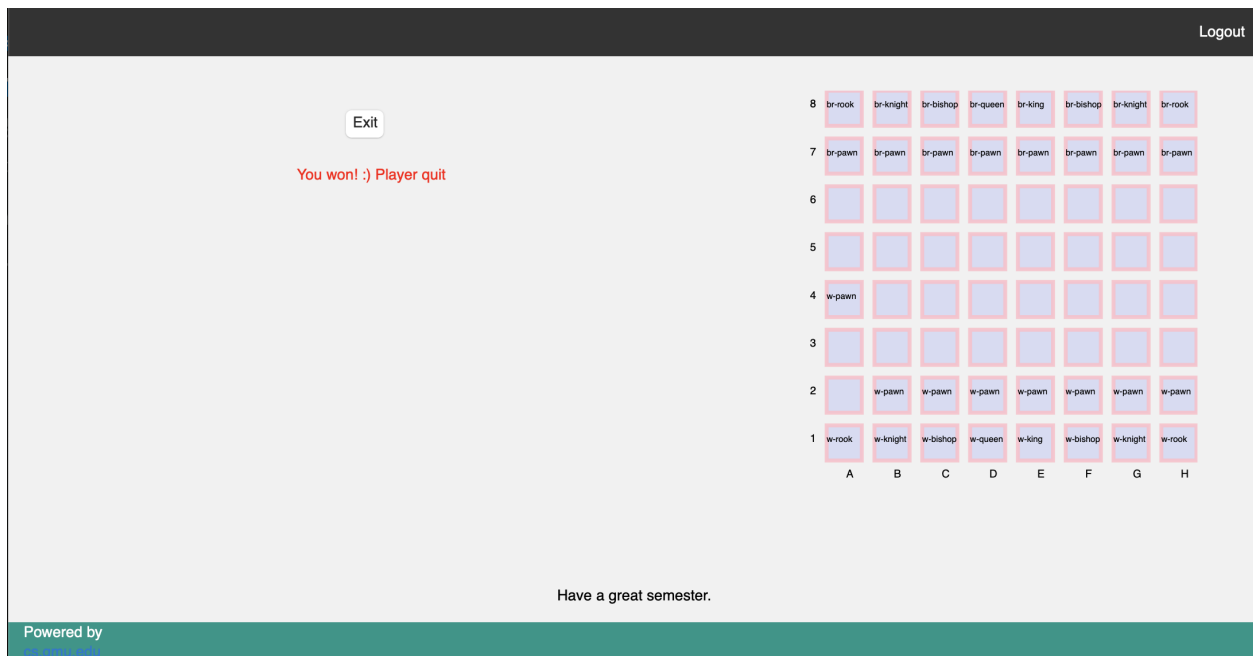 Logout
Exit
You won! :) Player quit
8 br-rook br-knight br-bishop br-queen br-king br-bishop br-knight br-rook
7 br-pawn br-pawn br-pawn br-pawn br-pawn br-pawn br-pawn br-pawn
6
5
4 w-pawn
3
2 w-pawn w-pawn w-pawn w-pawn w-pawn w-pawn w-pawn
1 w-rook w-knight w-bishop w-queen w-king w-bishop w-knight w-rook
A B C D E F G H
Have a great semester.
Powered by